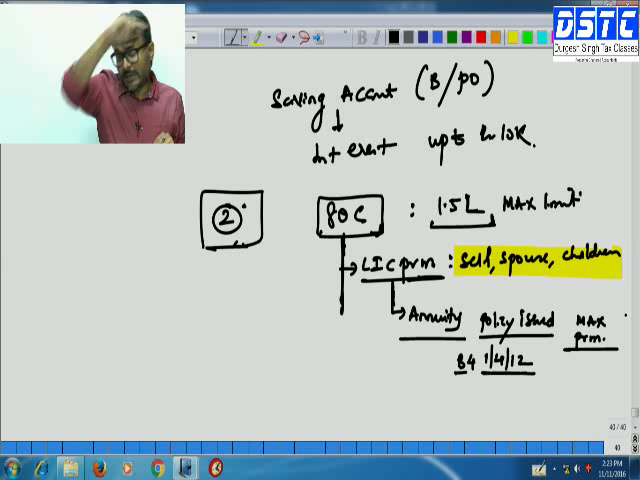 DSTC
Durgesh Singh Tax Classes
Saving Acount (B/PO)
↓
Int erest upto
② 80C : 1.5L MAX limit
→ LIC prm : self, spouse, children
→ Annuity policy issued MAX prm.
B4 1/4/12
40 / 40
40
2:23 PM
11/11/2016